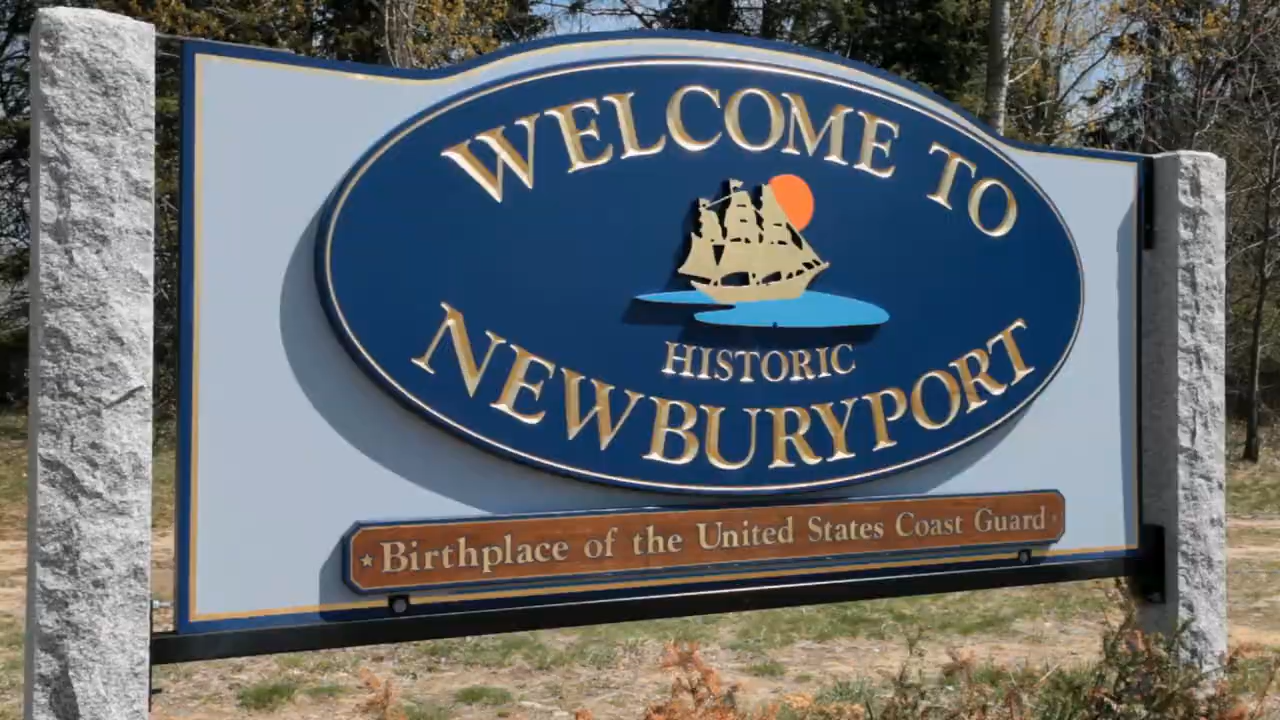 WELCOME TO
HISTORIC
NEWBURYPORT
Birthplace of the United States Coast Guard